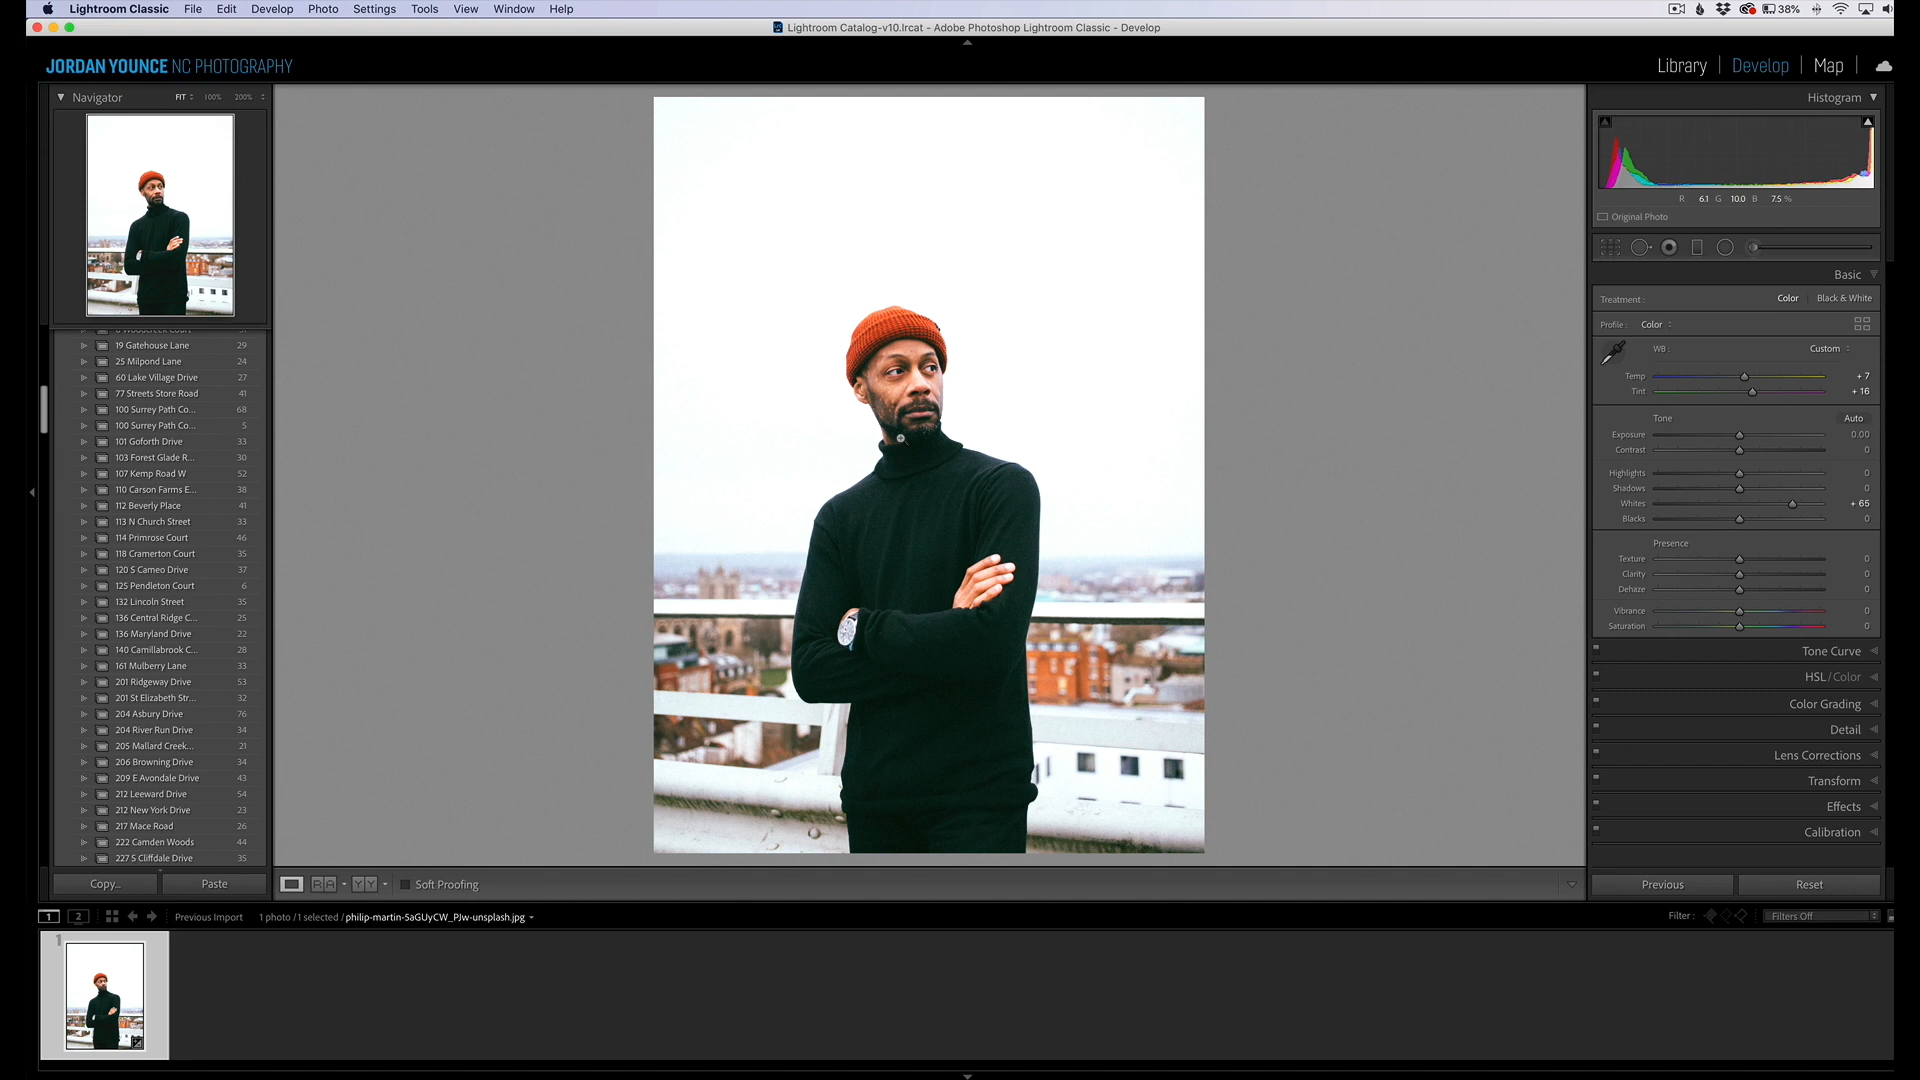 Lightroom Classic File Edit Develop Photo Settings Tools View Window Help 38%
Lightroom Catalog-v10.lrcat - Adobe Photoshop Lightroom Classic - Develop
JORDAN YOUNCE NC PHOTOGRAPHY
Library Develop Map
Navigator FIT 100% 200%
Histogram
R 6.1 G 10.0 B 7.5 %
Original Photo
Basic
Treatment : Color Black & White
Profile : Color
WB : Custom
Temp + 7
Tint + 16
Tone Auto
Exposure 0.00
Contrast 0
Highlights 0
Shadows 0
Whites + 65
Blacks 0
Presence
Texture 0
Clarity 0
Dehaze 0
Vibrance 0
Saturation 0
Tone Curve
HSL / Color
Color Grading
Detail
Lens Corrections
Transform
Effects
Calibration
Previous Reset
19 Gatehouse Lane 29
25 Milpond Lane 24
60 Lake Village Drive 27
77 Streets Store Road 41
100 Surrey Path Co... 68
100 Surrey Path Co... 5
101 Goforth Drive 33
103 Forest Glade R... 30
107 Kemp Road W 52
110 Carson Farms E... 38
112 Beverly Place 41
113 N Church Street 33
114 Primrose Court 46
118 Cramerton Court 35
120 S Cameo Drive 37
125 Pendleton Court 6
132 Lincoln Street 35
136 Central Ridge C... 25
136 Maryland Drive 22
140 Camillabrook C... 28
161 Mulberry Lane 33
201 Ridgeway Drive 53
201 St Elizabeth Str... 32
204 Asbury Drive 76
204 River Run Drive 34
205 Mallard Creek... 21
206 Browning Drive 34
209 E Avondale Drive 43
212 Leeward Drive 54
212 New York Drive 23
217 Mace Road 26
222 Camden Woods 44
227 S Cliffdale Drive 35
Copy... Paste
R A Y Y Soft Proofing
1 2 Previous Import 1 photo / 1 selected / philip-martin-5aGUyCW_PJw-unsplash.jpg
Filter : Filters Off
1